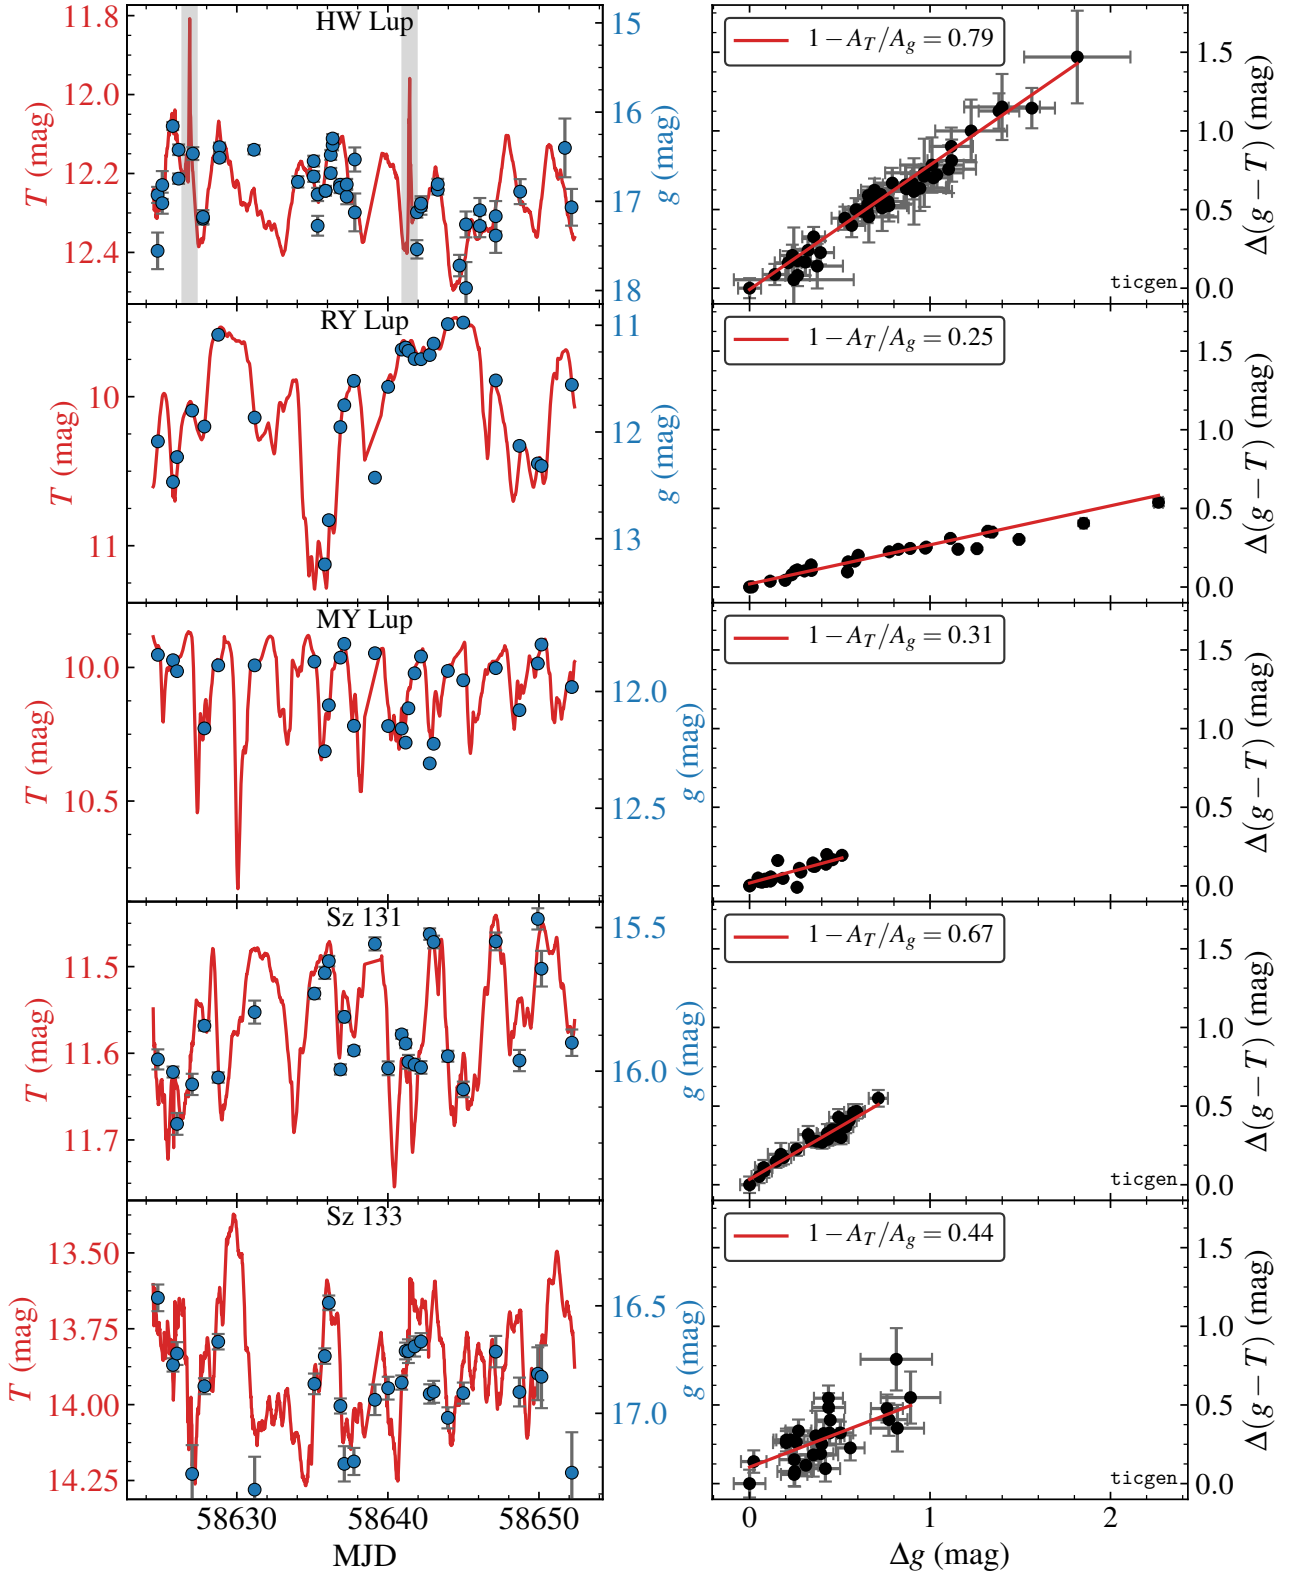 HW Lup
11.8
12.0
12.2
12.4
T (mag)
15
16
17
18
g (mag)
1 − A_T/A_g = 0.79
ticgen
1.5
1.0
0.5
0.0
Δ(g − T) (mag)
RY Lup
10
11
T (mag)
11
12
13
g (mag)
1 − A_T/A_g = 0.25
1.5
1.0
0.5
0.0
Δ(g − T) (mag)
MY Lup
10.0
10.5
T (mag)
12.0
12.5
g (mag)
1 − A_T/A_g = 0.31
1.5
1.0
0.5
0.0
Δ(g − T) (mag)
Sz 131
11.5
11.6
11.7
T (mag)
15.5
16.0
g (mag)
1 − A_T/A_g = 0.67
ticgen
1.5
1.0
0.5
0.0
Δ(g − T) (mag)
Sz 133
13.50
13.75
14.00
14.25
T (mag)
16.5
17.0
g (mag)
1 − A_T/A_g = 0.44
ticgen
1.5
1.0
0.5
0.0
Δ(g − T) (mag)
58630 58640 58650
MJD
0 1 2
Δg (mag)